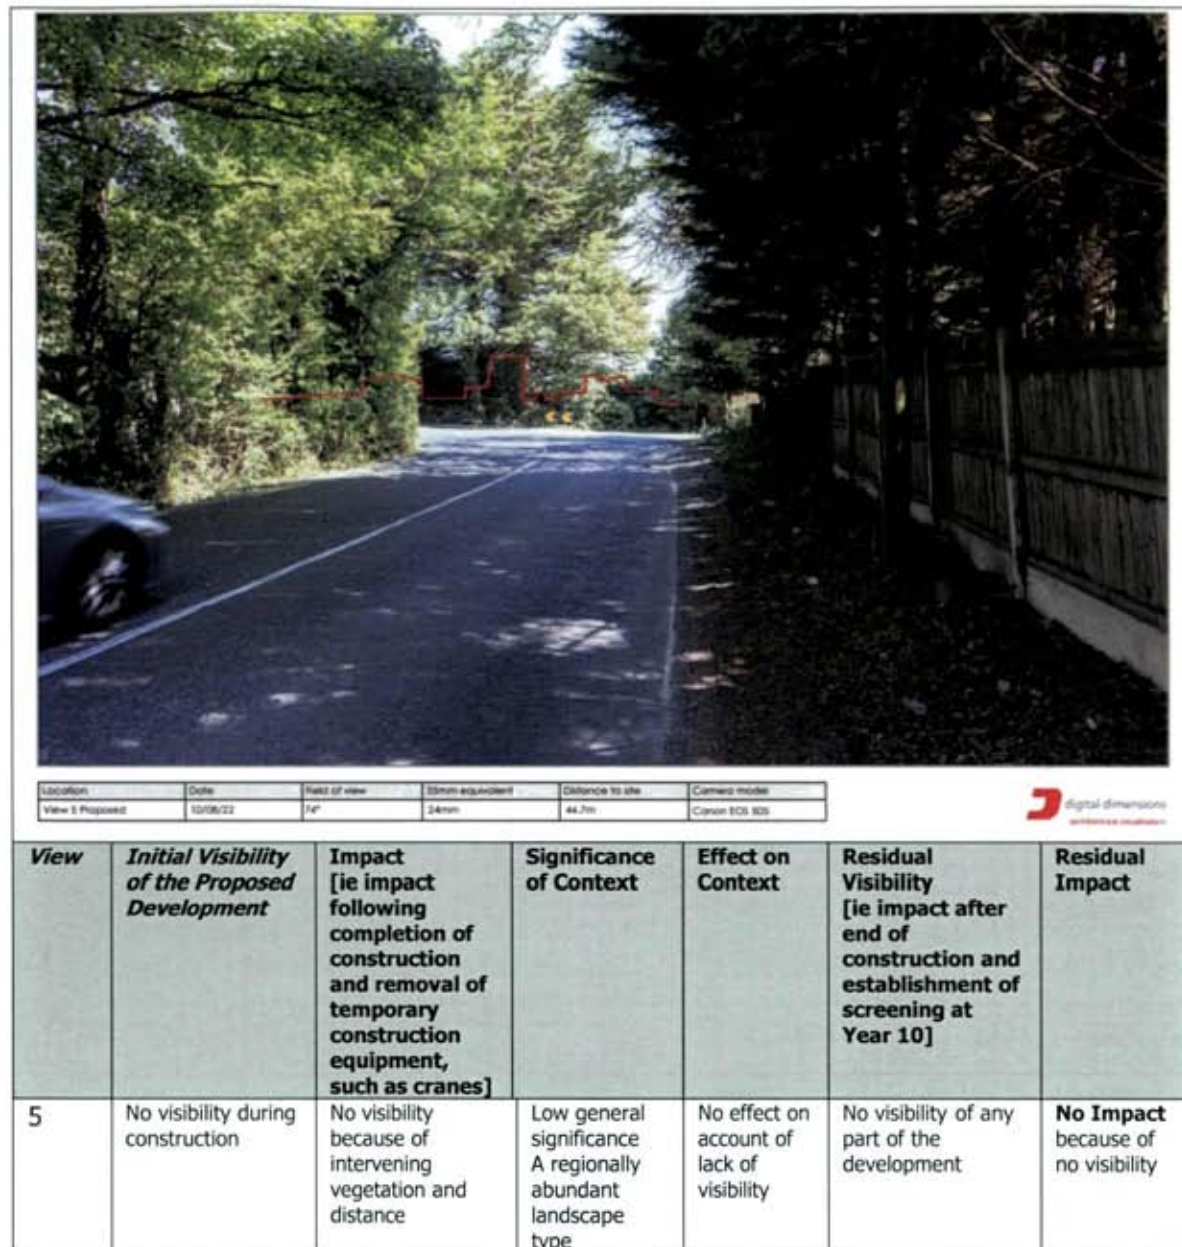 Location Date Field of view 35mm equivalent Distance to site Camera model
View 5 Proposed 10/08/22 74° 24mm 44.7m Canon EOS 5DS
digital dimensions
View
Initial Visibility
of the Proposed
Development
Impact
[ie impact
following
completion of
construction
and removal of
temporary
construction
equipment,
such as cranes]
Significance
of Context
Effect on
Context
Residual
Visibility
[ie impact after
end of
construction and
establishment of
screening at
Year 10]
Residual
Impact
5
No visibility during
construction
No visibility
because of
intervening
vegetation and
distance
Low general
significance
A regionally
abundant
landscape
type
No effect on
account of
lack of
visibility
No visibility of any
part of the
development
No Impact
because of
no visibility